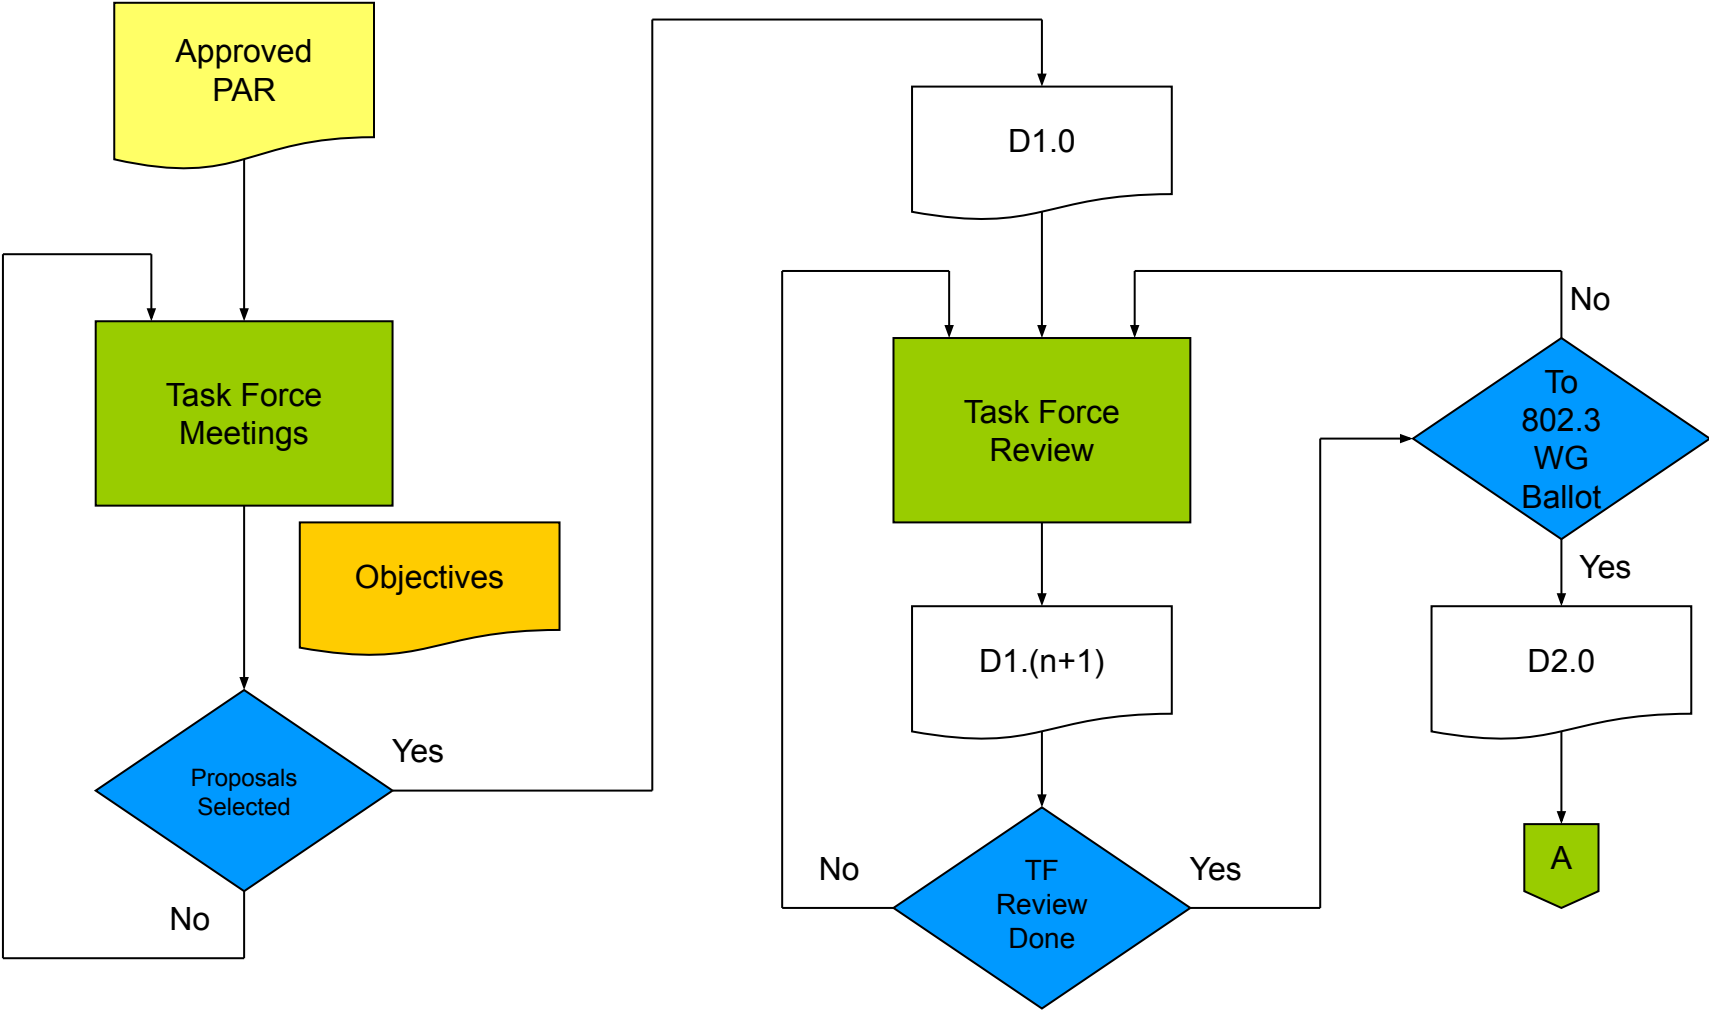 Approved
PAR
Task Force
Meetings
Objectives
Proposals
Selected
Yes
No
D1.0
Task Force
Review
D1.(n+1)
TF
Review
Done
No
Yes
To
802.3
WG
Ballot
No
Yes
D2.0
A